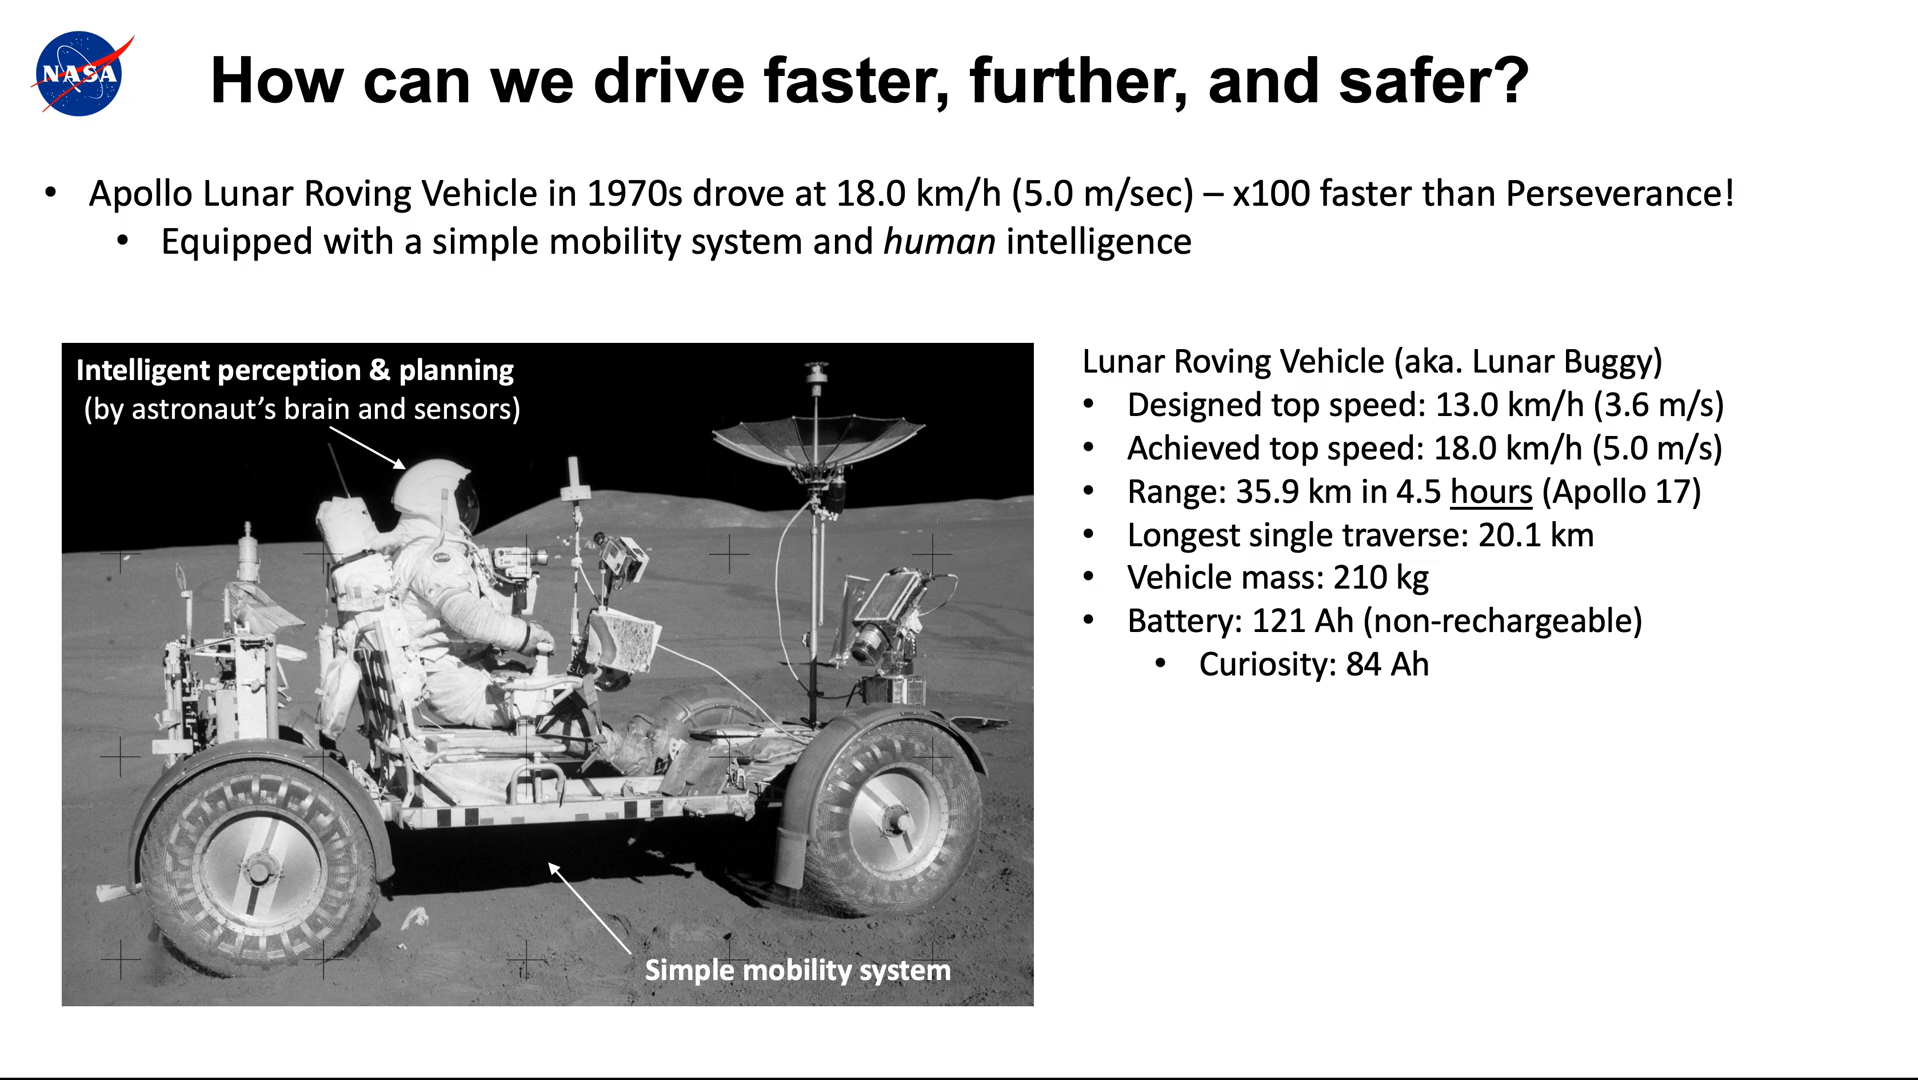 NASA
How can we drive faster, further, and safer?
• Apollo Lunar Roving Vehicle in 1970s drove at 18.0 km/h (5.0 m/sec) – x100 faster than Perseverance!
• Equipped with a simple mobility system and human intelligence
Intelligent perception & planning
(by astronaut’s brain and sensors)
Simple mobility system
Lunar Roving Vehicle (aka. Lunar Buggy)
• Designed top speed: 13.0 km/h (3.6 m/s)
• Achieved top speed: 18.0 km/h (5.0 m/s)
• Range: 35.9 km in 4.5 hours (Apollo 17)
• Longest single traverse: 20.1 km
• Vehicle mass: 210 kg
• Battery: 121 Ah (non-rechargeable)
• Curiosity: 84 Ah